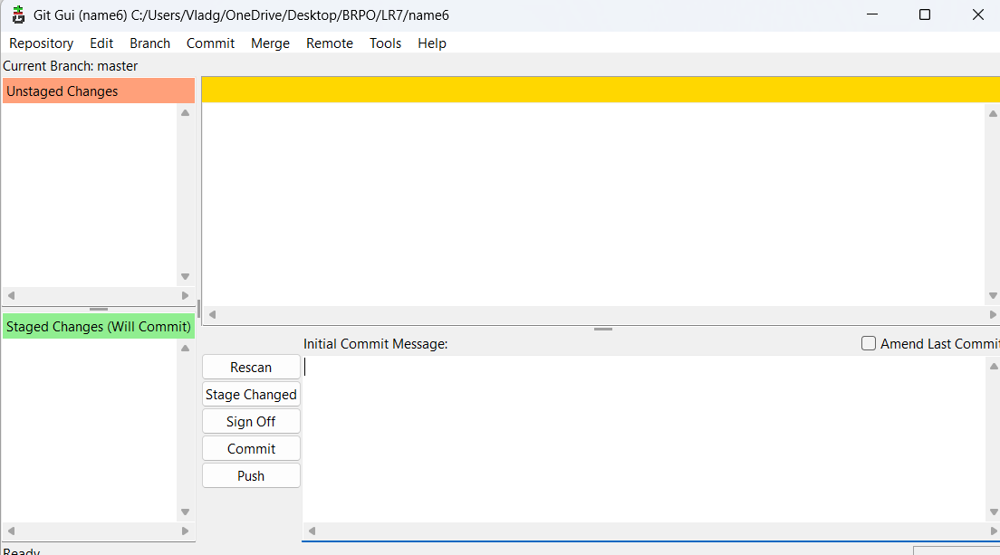 Git Gui (name6) C:/Users/Vladg/OneDrive/Desktop/BRPO/LR7/name6
Repository Edit Branch Commit Merge Remote Tools Help
Current Branch: master
Unstaged Changes
Staged Changes (Will Commit)
Initial Commit Message:
Amend Last Commit
Rescan
Stage Changed
Sign Off
Commit
Push
Ready